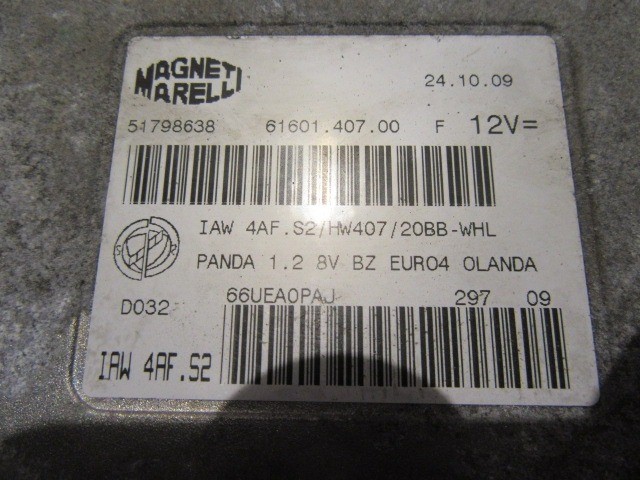 MAGNETI MARELLI
24.10.09
51798638 61601.407.00 F 12V=
IAW 4AF.S2/HW407/20BB-WHL
PANDA 1.2 8V BZ EURO4 OLANDA
D032 66UEA0PAJ 297 09
IAW 4AF.S2